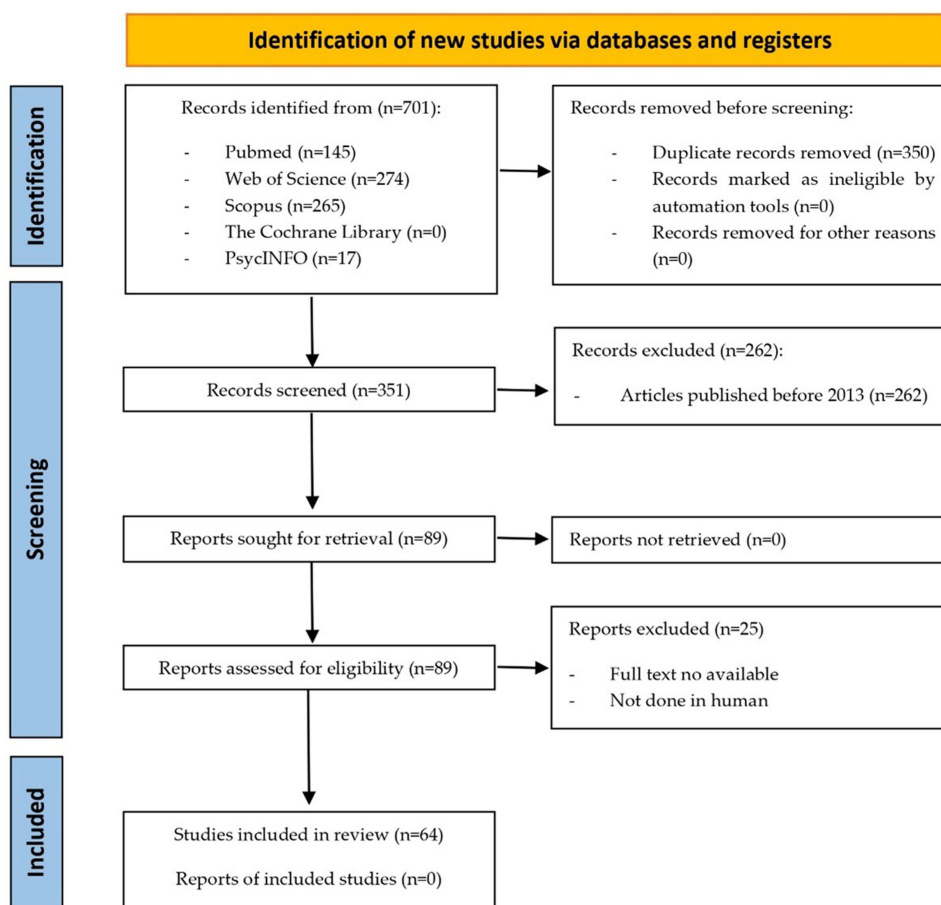 Identification of new studies via databases and registers
Identification
Records identified from (n=701):
- Pubmed (n=145)
- Web of Science (n=274)
- Scopus (n=265)
- The Cochrane Library (n=0)
- PsycINFO (n=17)
Records removed before screening:
- Duplicate records removed (n=350)
- Records marked as ineligible by
automation tools (n=0)
- Records removed for other reasons
(n=0)
Screening
Records screened (n=351)
Records excluded (n=262):
- Articles published before 2013 (n=262)
Reports sought for retrieval (n=89)
Reports not retrieved (n=0)
Reports assessed for eligibility (n=89)
Reports excluded (n=25)
- Full text no available
- Not done in human
Included
Studies included in review (n=64)
Reports of included studies (n=0)